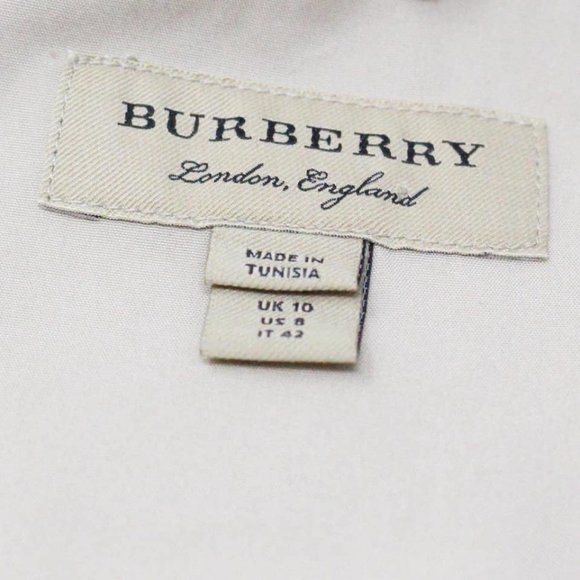 BURBERRY
London, England
MADE IN
TUNISIA
UK 10
US 8
IT 42